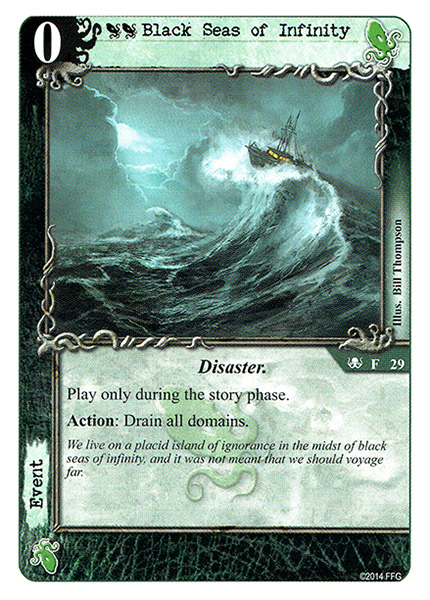 0
Black Seas of Infinity
Illus. Bill Thompson
F 29
Disaster.
Play only during the story phase.
Action: Drain all domains.
We live on a placid island of ignorance in the midst of black
seas of infinity, and it was not meant that we should voyage
far.
Event
©2014 FFG